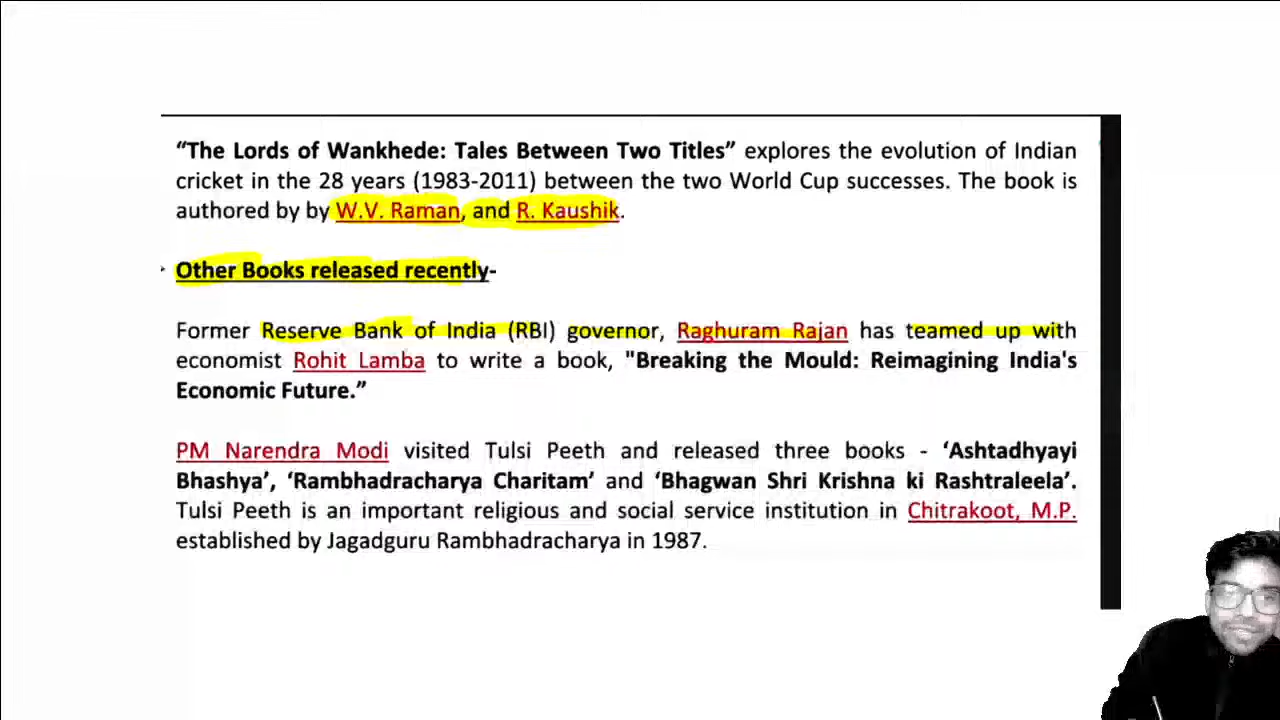 “The Lords of Wankhede: Tales Between Two Titles” explores the evolution of Indian
cricket in the 28 years (1983-2011) between the two World Cup successes. The book is
authored by by W.V. Raman, and R. Kaushik.
Other Books released recently-
Former Reserve Bank of India (RBI) governor, Raghuram Rajan has teamed up with
economist Rohit Lamba to write a book, "Breaking the Mould: Reimagining India's
Economic Future.”
PM Narendra Modi visited Tulsi Peeth and released three books - ‘Ashtadhyayi
Bhashya’, ‘Rambhadracharya Charitam’ and ‘Bhagwan Shri Krishna ki Rashtraleela’.
Tulsi Peeth is an important religious and social service institution in Chitrakoot, M.P.
established by Jagadguru Rambhadracharya in 1987.